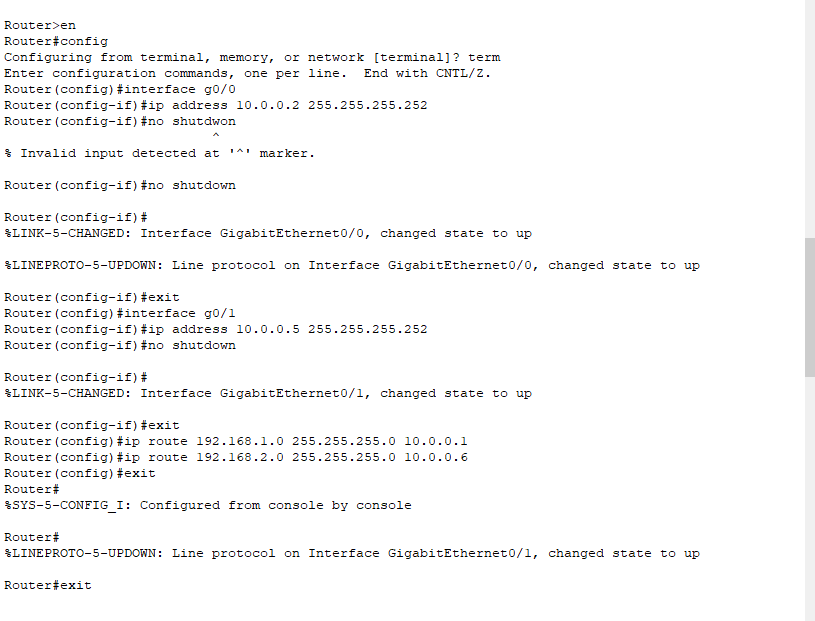 Router>en
Router#config
Configuring from terminal, memory, or network [terminal]? term
Enter configuration commands, one per line.  End with CNTL/Z.
Router(config)#interface g0/0
Router(config-if)#ip address 10.0.0.2 255.255.255.252
Router(config-if)#no shutdwon
^
% Invalid input detected at '^' marker.
Router(config-if)#no shutdown
Router(config-if)#
%LINK-5-CHANGED: Interface GigabitEthernet0/0, changed state to up
%LINEPROTO-5-UPDOWN: Line protocol on Interface GigabitEthernet0/0, changed state to up
Router(config-if)#exit
Router(config)#interface g0/1
Router(config-if)#ip address 10.0.0.5 255.255.255.252
Router(config-if)#no shutdown
Router(config-if)#
%LINK-5-CHANGED: Interface GigabitEthernet0/1, changed state to up
Router(config-if)#exit
Router(config)#ip route 192.168.1.0 255.255.255.0 10.0.0.1
Router(config)#ip route 192.168.2.0 255.255.255.0 10.0.0.6
Router(config)#exit
Router#
%SYS-5-CONFIG_I: Configured from console by console
Router#
%LINEPROTO-5-UPDOWN: Line protocol on Interface GigabitEthernet0/1, changed state to up
Router#exit